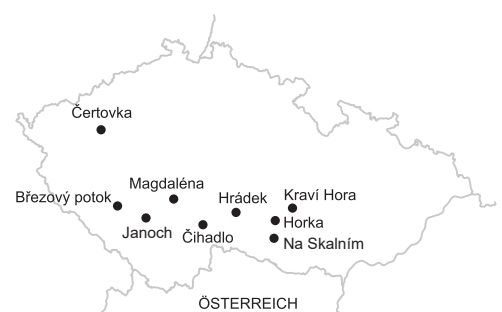 Čertovka
Magdaléna
Březový potok
Hrádek
Kraví Hora
Janoch
Čihadlo
Horka
Na Skalním
ÖSTERREICH